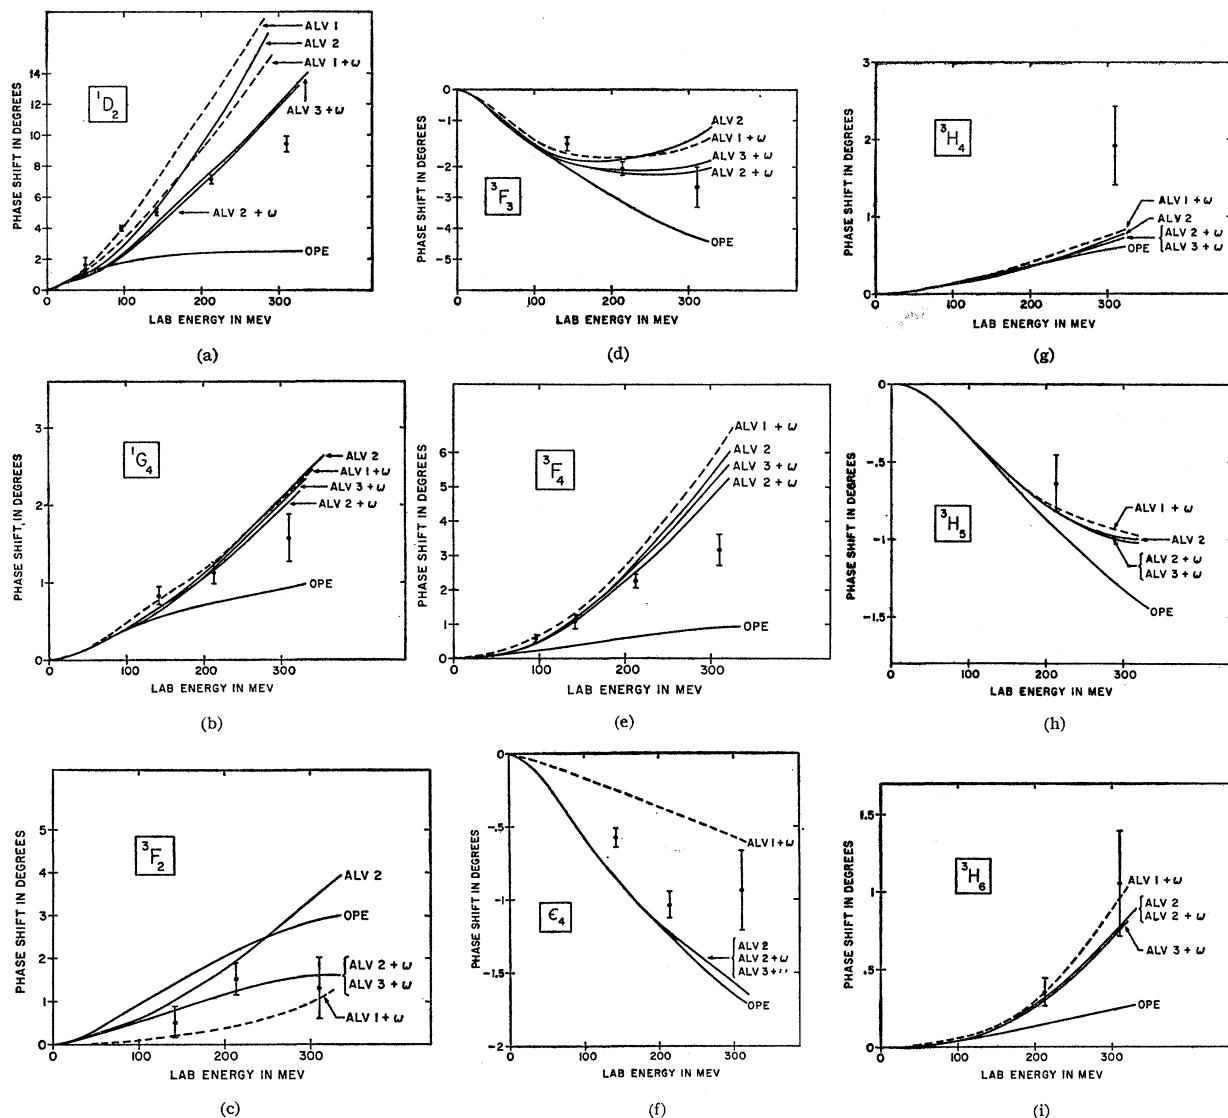 ALV 1
ALV 2
ALV 1 + ω
ALV 3 + ω
ALV 2 + ω
OPE
¹D₂
PHASE SHIFT IN DEGREES
14
12
10
8
6
4
2
0
0 100 200 300
LAB ENERGY IN MEV
(a)
³F₃
PHASE SHIFT IN DEGREES
0
-1
-2
-3
-4
-5
0 100 200 300
LAB ENERGY IN MEV
ALV 2
ALV 1 + ω
ALV 3 + ω
ALV 2 + ω
OPE
(d)
³H₄
PHASE SHIFT IN DEGREES
3
2
1
0
0 100 200 300
LAB ENERGY IN MEV
ALV 1 + ω
ALV 2
ALV 2 + ω
ALV 3 + ω
OPE
(g)
¹G₄
PHASE SHIFT, IN DEGREES
3
2
1
0
0 100 200 300
LAB ENERGY IN MEV
ALV 2
ALV 1 + ω
ALV 3 + ω
ALV 2 + ω
OPE
(b)
³F₄
PHASE SHIFT IN DEGREES
6
5
4
3
2
1
0
0 100 200 300
LAB ENERGY IN MEV
ALV 1 + ω
ALV 2
ALV 3 + ω
ALV 2 + ω
OPE
(e)
³H₅
PHASE SHIFT IN DEGREES
0
-.5
-1
-1.5
0 100 200 300
LAB ENERGY IN MEV
ALV 1 + ω
ALV 2
ALV 2 + ω
ALV 3 + ω
OPE
(h)
³F₂
PHASE SHIFT IN DEGREES
5
4
3
2
1
0
0 100 200 300
LAB ENERGY IN MEV
ALV 2
OPE
ALV 2 + ω
ALV 3 + ω
ALV 1 + ω
(c)
Є₄
PHASE SHIFT IN DEGREES
0
-.5
-1
-1.5
-2
0 100 200 300
LAB ENERGY IN MEV
ALV 1 + ω
ALV 2
ALV 2 + ω
ALV 3 +
OPE
(f)
³H₆
PHASE SHIFT IN DEGREES
1.5
1
.5
0
0 100 200 300
LAB ENERGY IN MEV
ALV 1 + ω
ALV 2
ALV 2 + ω
ALV 3 + ω
OPE
(i)